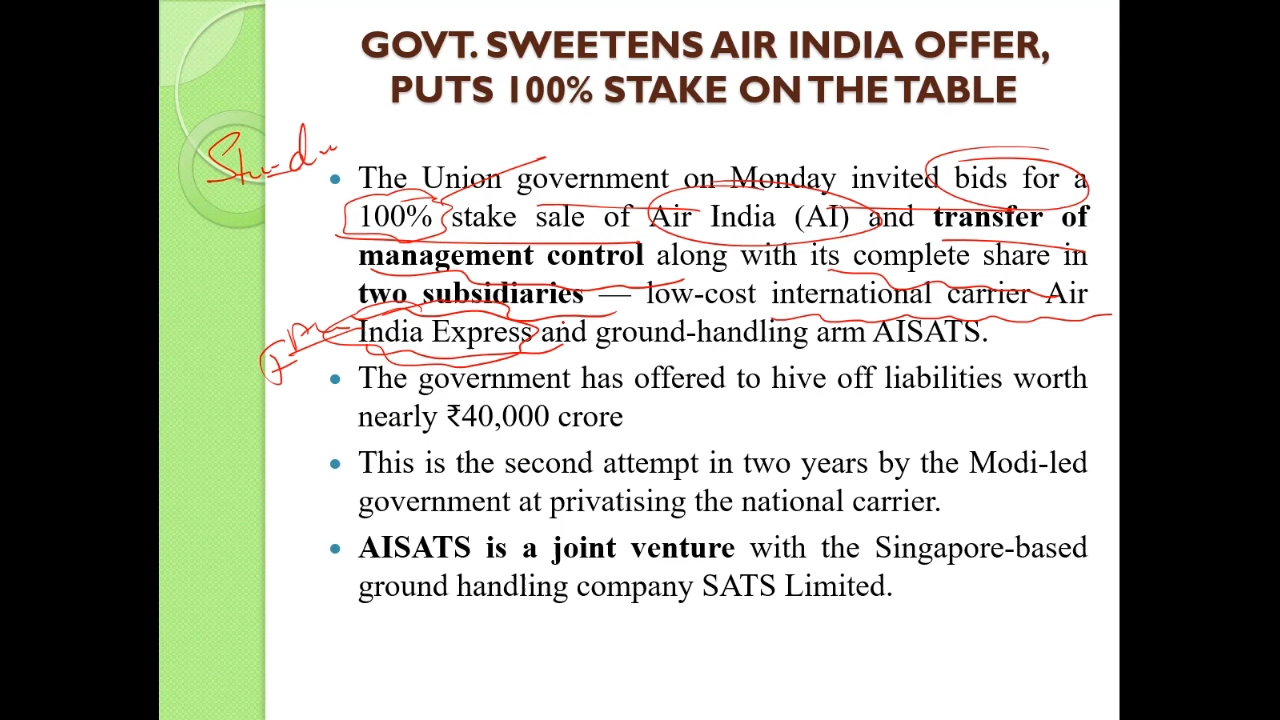 GOVT. SWEETENS AIR INDIA OFFER,
PUTS 100% STAKE ON THE TABLE
The Union government on Monday invited bids for a
100% stake sale of Air India (AI) and transfer of
management control along with its complete share in
two subsidiaries — low-cost international carrier Air
India Express and ground-handling arm AISATS.
The government has offered to hive off liabilities worth
nearly ₹40,000 crore
This is the second attempt in two years by the Modi-led
government at privatising the national carrier.
AISATS is a joint venture with the Singapore-based
ground handling company SATS Limited.